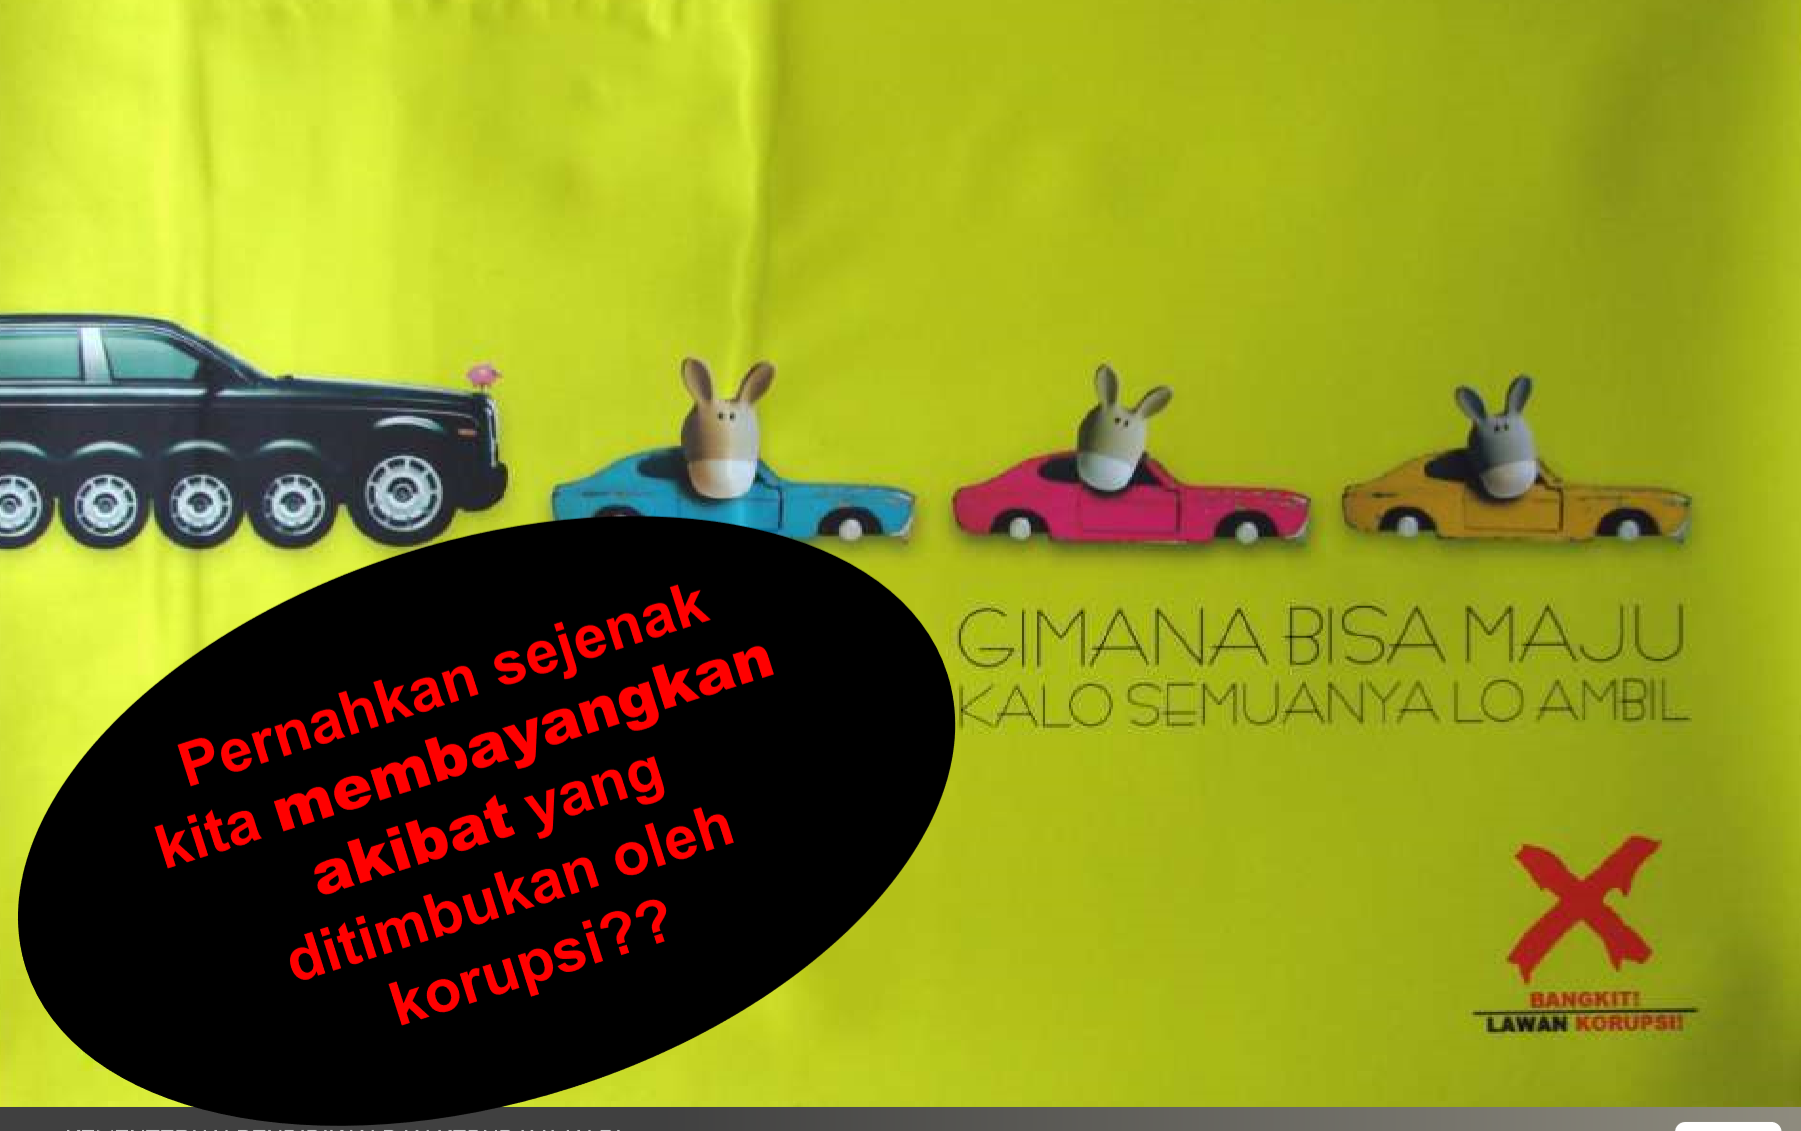 GIMANA BISA MAJU
KALO SEMUANYA LO AMBIL
Pernahkan sejenak
kita membayangkan
akibat yang
ditimbukan oleh
korupsi??
BANGKIT!
LAWAN KORUPSI!